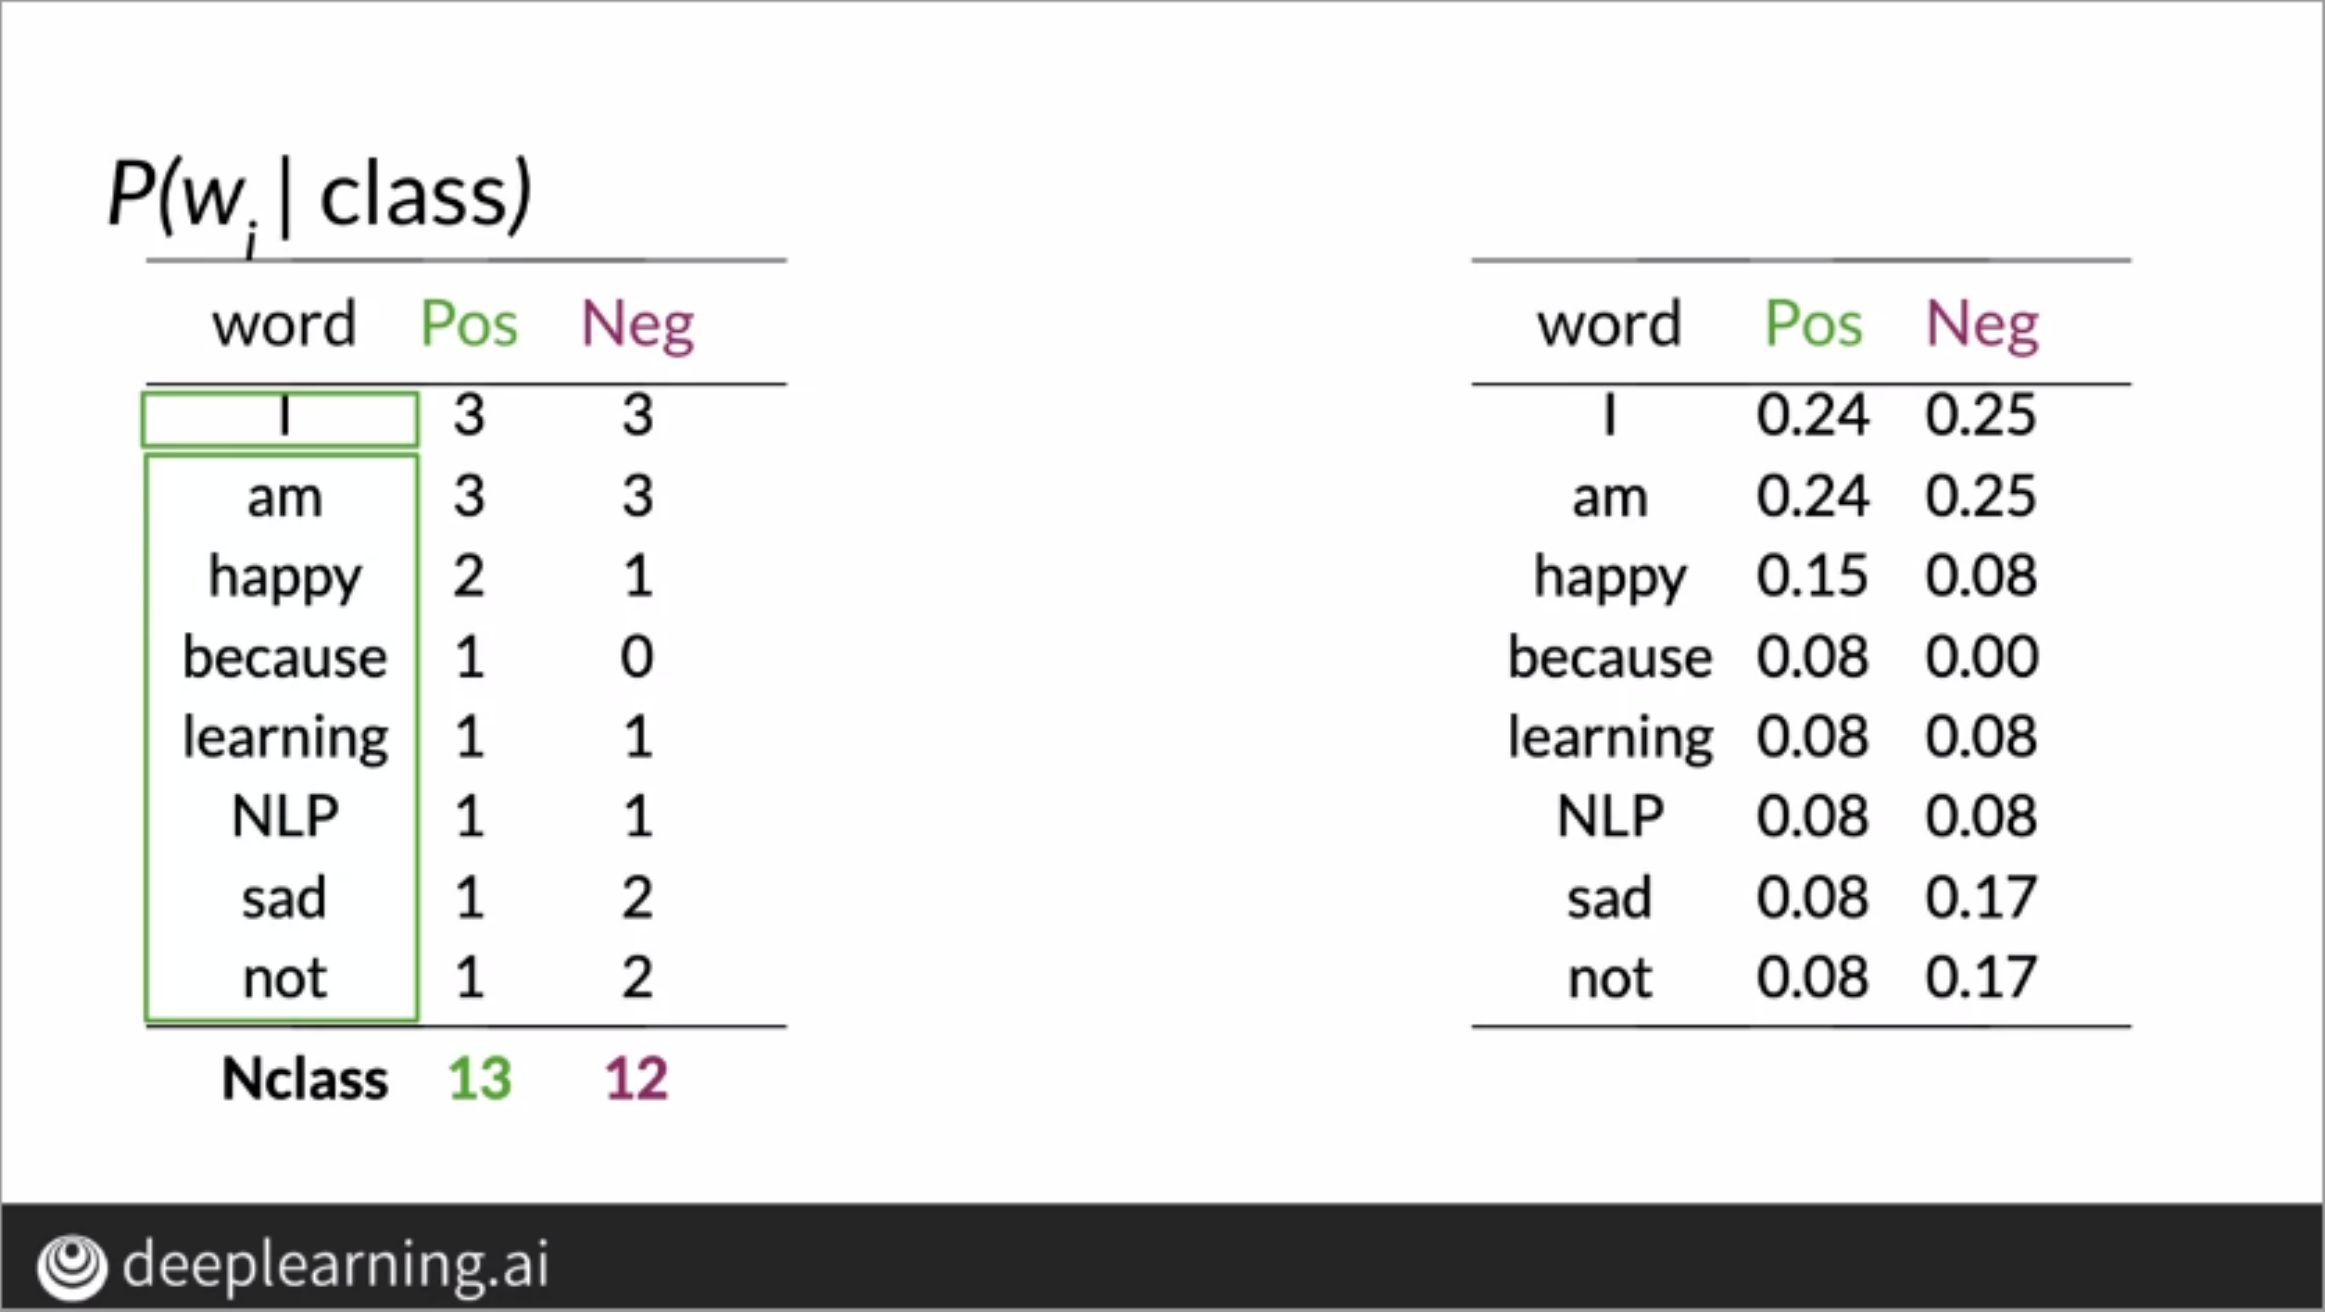 P(wi | class)
word Pos Neg
I 3 3
am 3 3
happy 2 1
because 1 0
learning 1 1
NLP 1 1
sad 1 2
not 1 2
Nclass 13 12
word Pos Neg
I 0.24 0.25
am 0.24 0.25
happy 0.15 0.08
because 0.08 0.00
learning 0.08 0.08
NLP 0.08 0.08
sad 0.08 0.17
not 0.08 0.17
deeplearning.ai